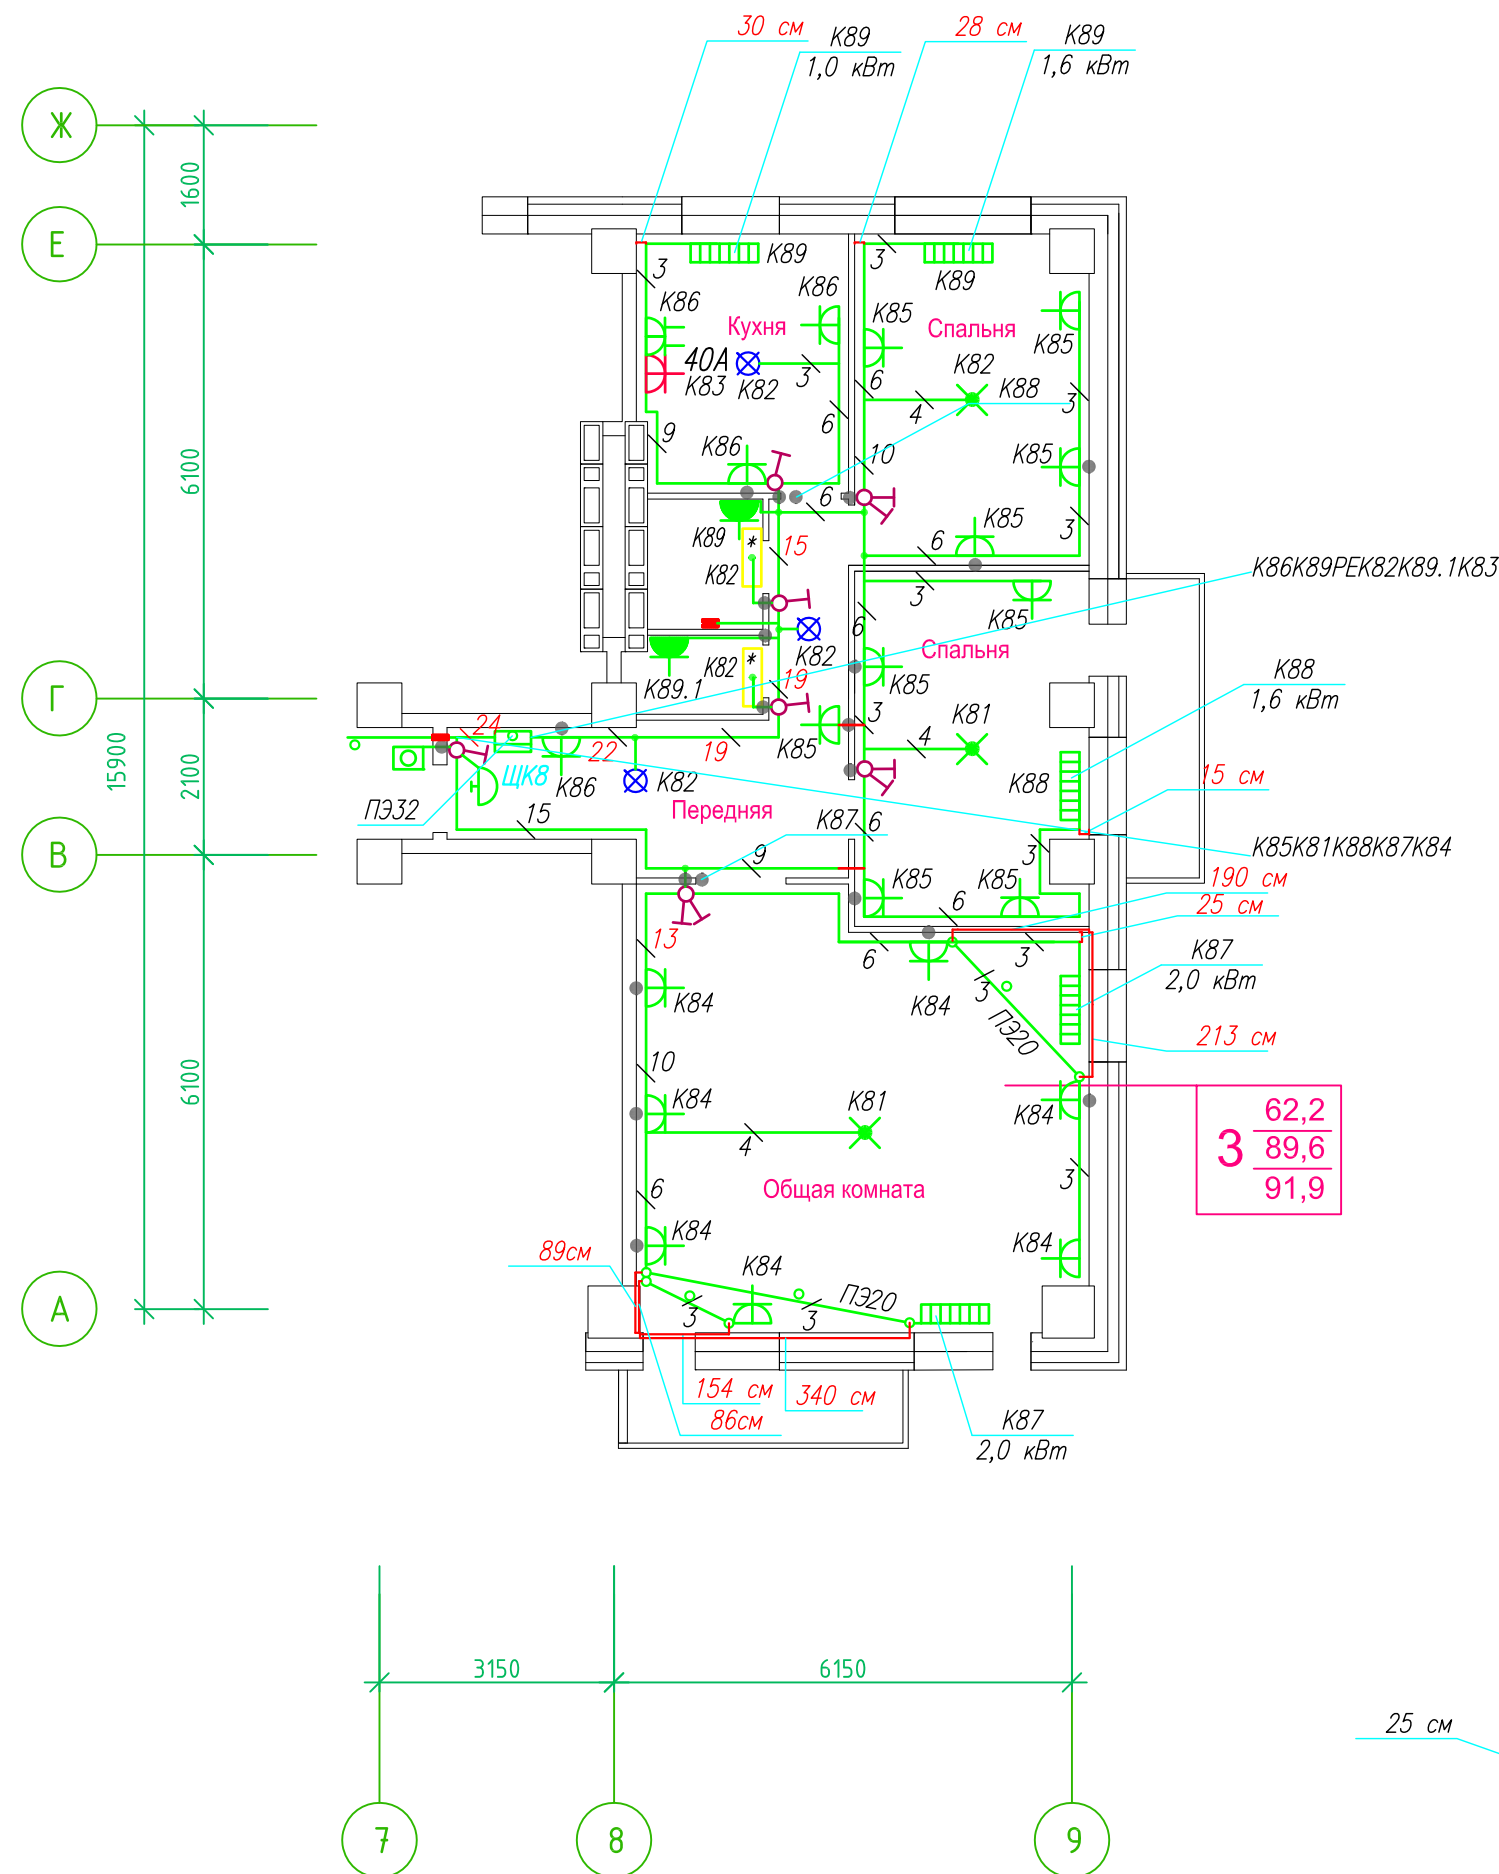 30 см
К89
1,0 кВт
28 см
К89
1,6 кВт
Ж
1600
Е
3
К89
3
К89
К86
К86
К85
К85
Кухня
Спальня
40А
К83
К82
3
6
К82
К88
3
4
6
9
К86
10
К85
6100
6
К85
3
6
К89
15
К82
К86К89РЕК82К89.1К83
3
К85
6
К82
Спальня
К82
К89.1
19
К85
К88
1,6 кВт
Г
3
24
22
19
К85
К81
4
15900
2100
ЩК8
К86
К82
К88
15 см
ПЭ32
15
Передняя
К87
6
К85К81К88К87К84
В
9
3
К85
К85
190 см
6
25 см
13
6
3
К87
2,0 кВт
К84
3
К84
ПЭ20
213 см
10
6100
К84
К81
К84
62,2
3
89,6
91,9
4
3
6
Общая комната
К84
К84
89см
К84
ПЭ20
3
3
А
154 см
340 см
86см
К87
2,0 кВт
3150
6150
25 см
7
8
9